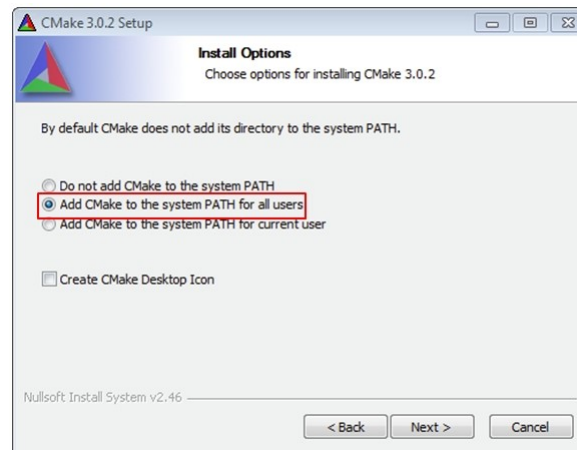 CMake 3.0.2 Setup
Install Options
Choose options for installing CMake 3.0.2
By default CMake does not add its directory to the system PATH.
Do not add CMake to the system PATH
Add CMake to the system PATH for all users
Add CMake to the system PATH for current user
Create CMake Desktop Icon
Nullsoft Install System v2.46
< Back Next > Cancel